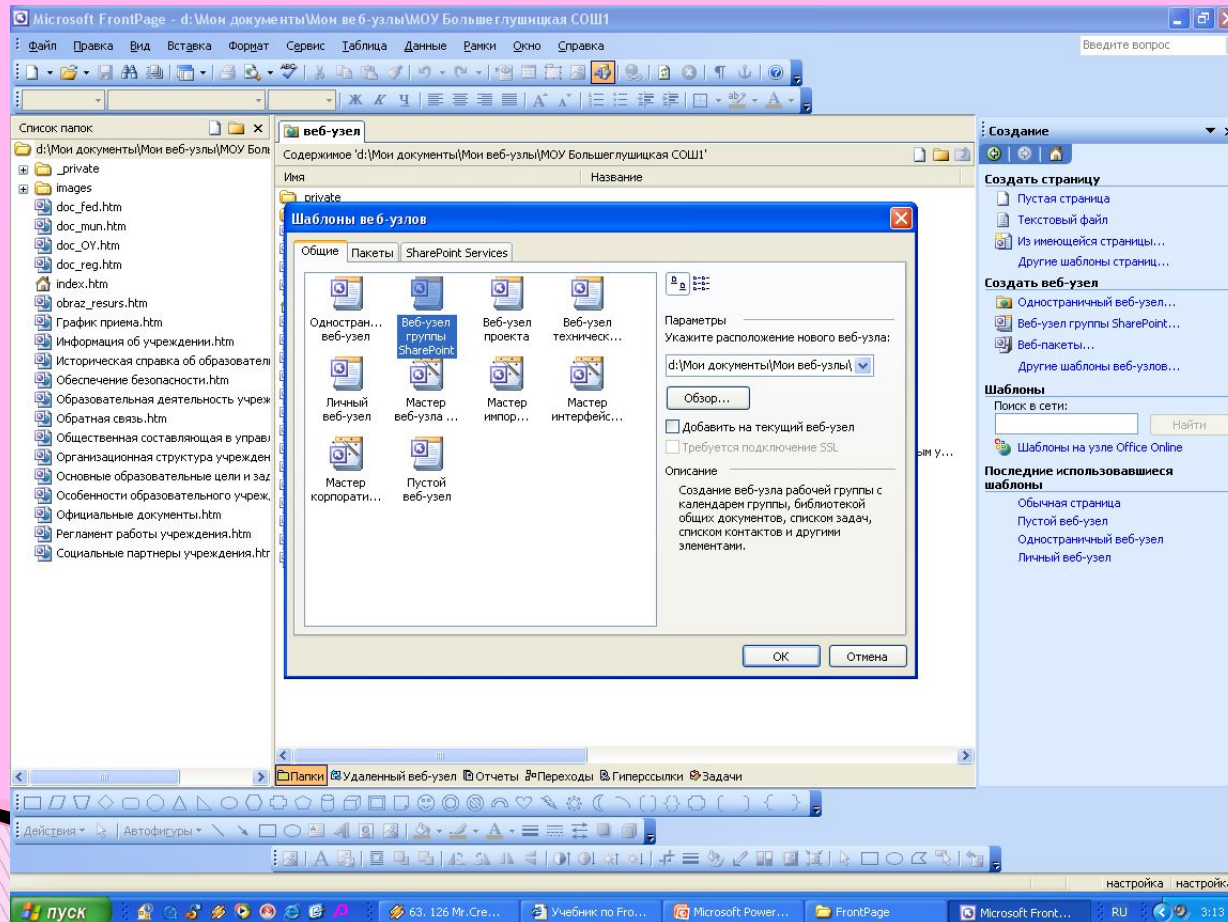 Microsoft FrontPage - d:\Мои документы\Мои веб-узлы\МОУ Большеглушицкая СОШ1
Файл Правка Вид Вставка Формат Сервис Таблица Данные Рамки Окно Справка
Введите вопрос
Ж К Ч
Список папок
d:\Мои документы\Мои веб-узлы\МОУ Боль
_private
images
doc_fed.htm
doc_mun.htm
doc_OY.htm
doc_reg.htm
index.htm
obraz_resurs.htm
График приема.htm
Информация об учреждении.htm
Историческая справка об образовател
Обеспечение безопасности.htm
Образовательная деятельность учреж
Обратная связь.htm
Общественная составляющая в управл
Организационная структура учрежден
Основные образовательные цели и зад
Особенности образовательного учреж,
Официальные документы.htm
Регламент работы учреждения.htm
Социальные партнеры учреждения.htr
веб-узел
Содержимое 'd:\Мои документы\Мои веб-узлы\МОУ Большеглушицкая СОШ1'
Имя Название
private
ым у...
Шаблоны веб-узлов
Общие Пакеты SharePoint Services
Одностран... веб-узел
Веб-узел группы SharePoint
Веб-узел проекта
Веб-узел техническ...
Личный веб-узел
Мастер веб-узла ...
Мастер импор...
Мастер интерфейс...
Мастер корпорати...
Пустой веб-узел
Параметры
Укажите расположение нового веб-узла:
d:\Мои документы\Мои веб-узлы\
Обзор...
Добавить на текущий веб-узел
Требуется подключение SSL
Описание
Создание веб-узла рабочей группы с
календарем группы, библиотекой
общих документов, списком задач,
списком контактов и другими
элементами.
ОК Отмена
Папки Удаленный веб-узел Отчеты Переходы Гиперссылки Задачи
Создание
Создать страницу
Пустая страница
Текстовый файл
Из имеющейся страницы...
Другие шаблоны страниц...
Создать веб-узел
Одностраничный веб-узел...
Веб-узел группы SharePoint...
Веб-пакеты...
Другие шаблоны веб-узлов...
Шаблоны
Поиск в сети:
Найти
Шаблоны на узле Office Online
Последние использовавшиеся
шаблоны
Обычная страница
Пустой веб-узел
Одностраничный веб-узел
Личный веб-узел
Действия Автофигуры
настройка настройк
пуск 63. 126 Mr.Cre... Учебник по Fro... Microsoft Power... FrontPage Microsoft Front... RU 3:13